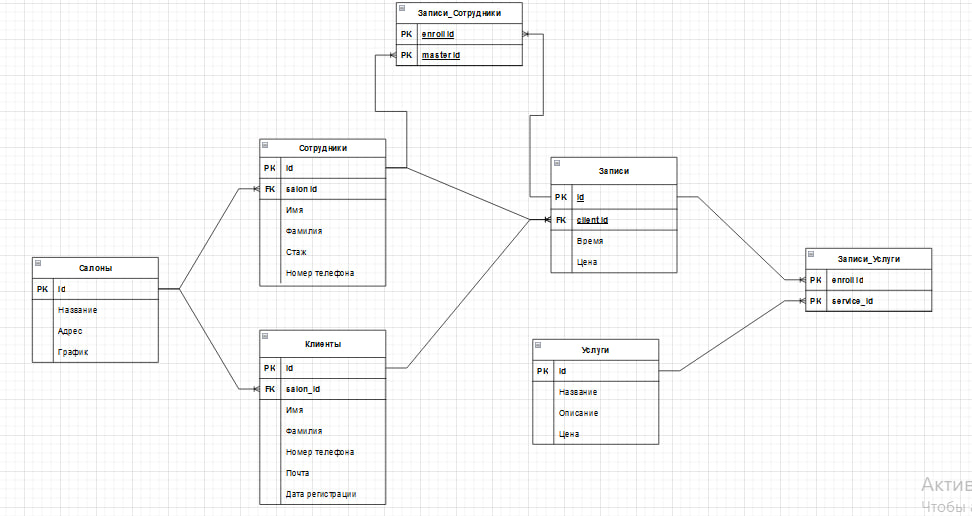 Записи_Сотрудники
PK enroll id
PK master id
Сотрудники
PK id
FK salon id
Имя
Фамилия
Стаж
Номер телефона
Записи
PK id
FK client id
Время
Цена
Салоны
PK id
Название
Адрес
График
Записи_Услуги
PK enroll id
PK service_id
Клиенты
PK id
FK salon_id
Имя
Фамилия
Номер телефона
Почта
Дата регистрации
Услуги
PK id
Название
Описание
Цена
Актив
Чтобы